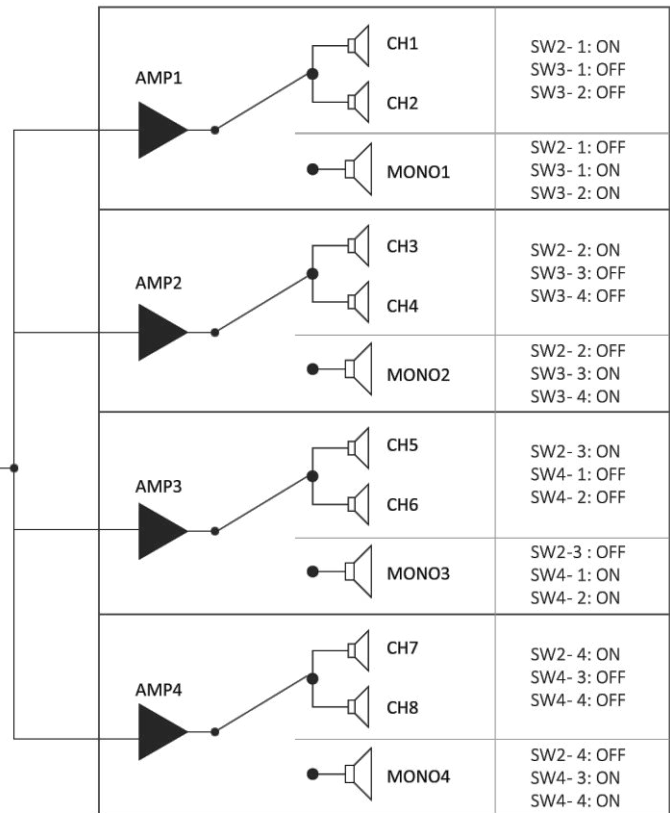 AMP1
CH1
CH2
SW2- 1: ON
SW3- 1: OFF
SW3- 2: OFF
MONO1
SW2- 1: OFF
SW3- 1: ON
SW3- 2: ON
AMP2
CH3
CH4
SW2- 2: ON
SW3- 3: OFF
SW3- 4: OFF
MONO2
SW2- 2: OFF
SW3- 3: ON
SW3- 4: ON
AMP3
CH5
CH6
SW2- 3: ON
SW4- 1: OFF
SW4- 2: OFF
MONO3
SW2-3 : OFF
SW4- 1: ON
SW4- 2: ON
AMP4
CH7
CH8
SW2- 4: ON
SW4- 3: OFF
SW4- 4: OFF
MONO4
SW2- 4: OFF
SW4- 3: ON
SW4- 4: ON